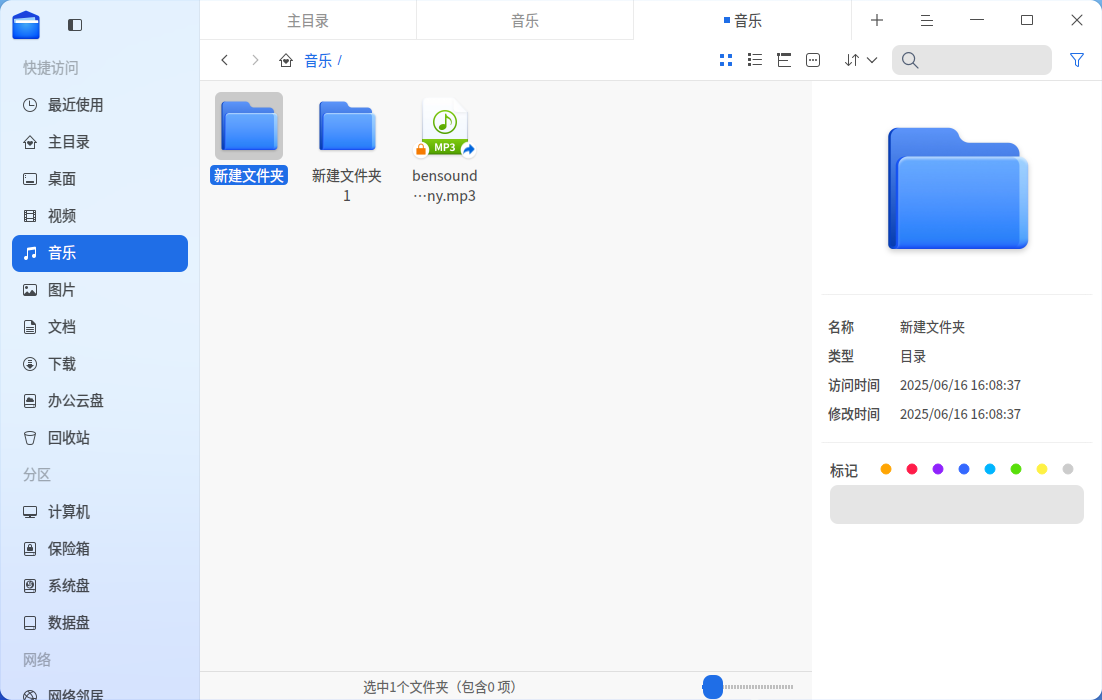 主目录
音乐
音乐
快捷访问
最近使用
主目录
桌面
视频
音乐
图片
文档
下载
办公云盘
回收站
分区
计算机
保险箱
系统盘
数据盘
网络
网络邻居
音乐 /
新建文件夹
新建文件夹
1
MP3
bensound
⋯ny.mp3
名称 新建文件夹
类型 目录
访问时间 2025/06/16 16:08:37
修改时间 2025/06/16 16:08:37
标记
选中1个文件夹（包含0 项）